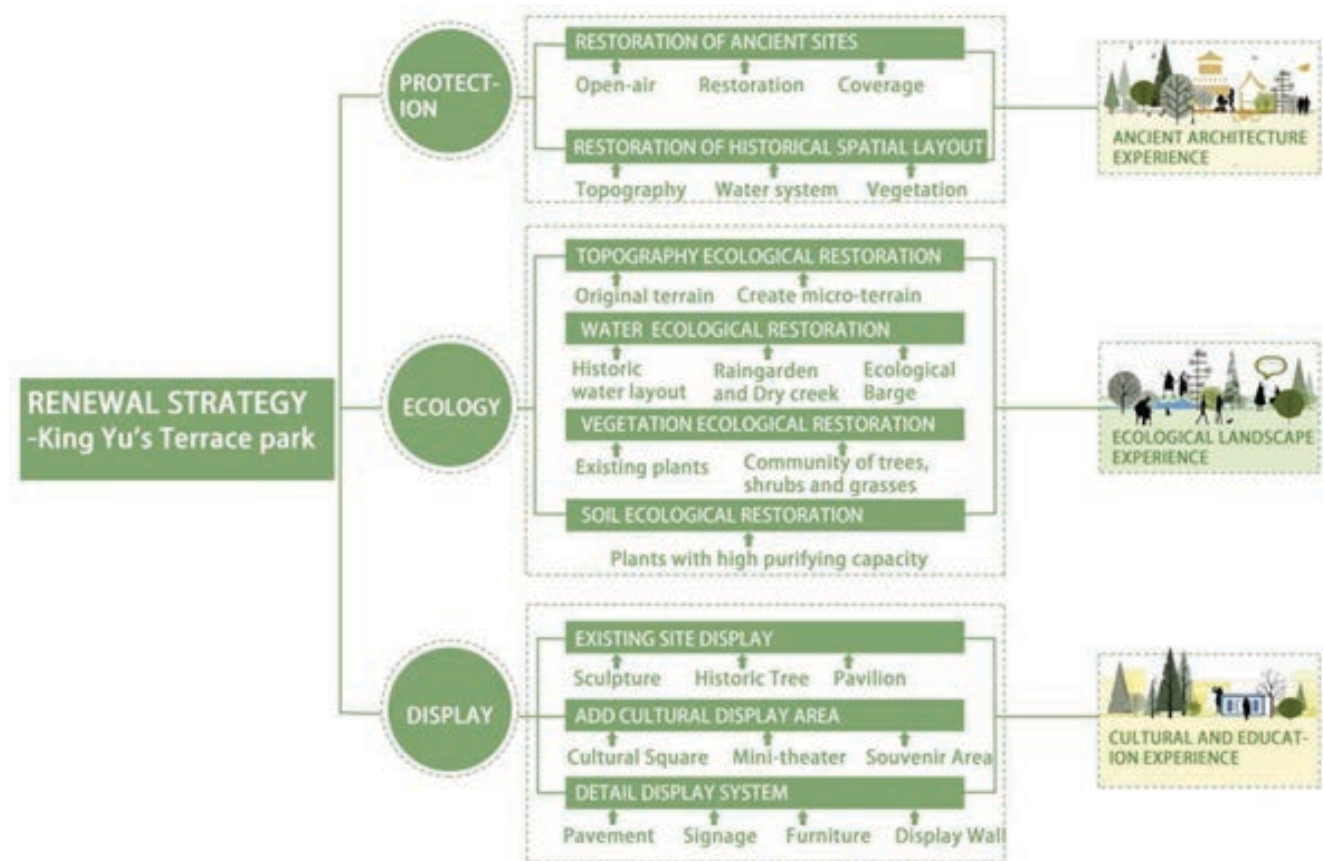 RENEWAL STRATEGY
-King Yu's Terrace park
PROTECT-
ION
RESTORATION OF ANCIENT SITES
Open-air Restoration Coverage
RESTORATION OF HISTORICAL SPATIAL LAYOUT
Topography Water system Vegetation
ANCIENT ARCHITECTURE
EXPERIENCE
ECOLOGY
TOPOGRAPHY ECOLOGICAL RESTORATION
Original terrain Create micro-terrain
WATER ECOLOGICAL RESTORATION
Historic
water layout
Raingarden
and Dry creek
Ecological
Barge
VEGETATION ECOLOGICAL RESTORATION
Existing plants
Community of trees,
shrubs and grasses
SOIL ECOLOGICAL RESTORATION
Plants with high purifying capacity
ECOLOGICAL LANDSCAPE
EXPERIENCE
DISPLAY
EXISTING SITE DISPLAY
Sculpture Historic Tree Pavilion
ADD CULTURAL DISPLAY AREA
Cultural Square Mini-theater Souvenir Area
DETAIL DISPLAY SYSTEM
Pavement Signage Furniture Display Wall
CULTURAL AND EDUCAT-
ION EXPERIENCE